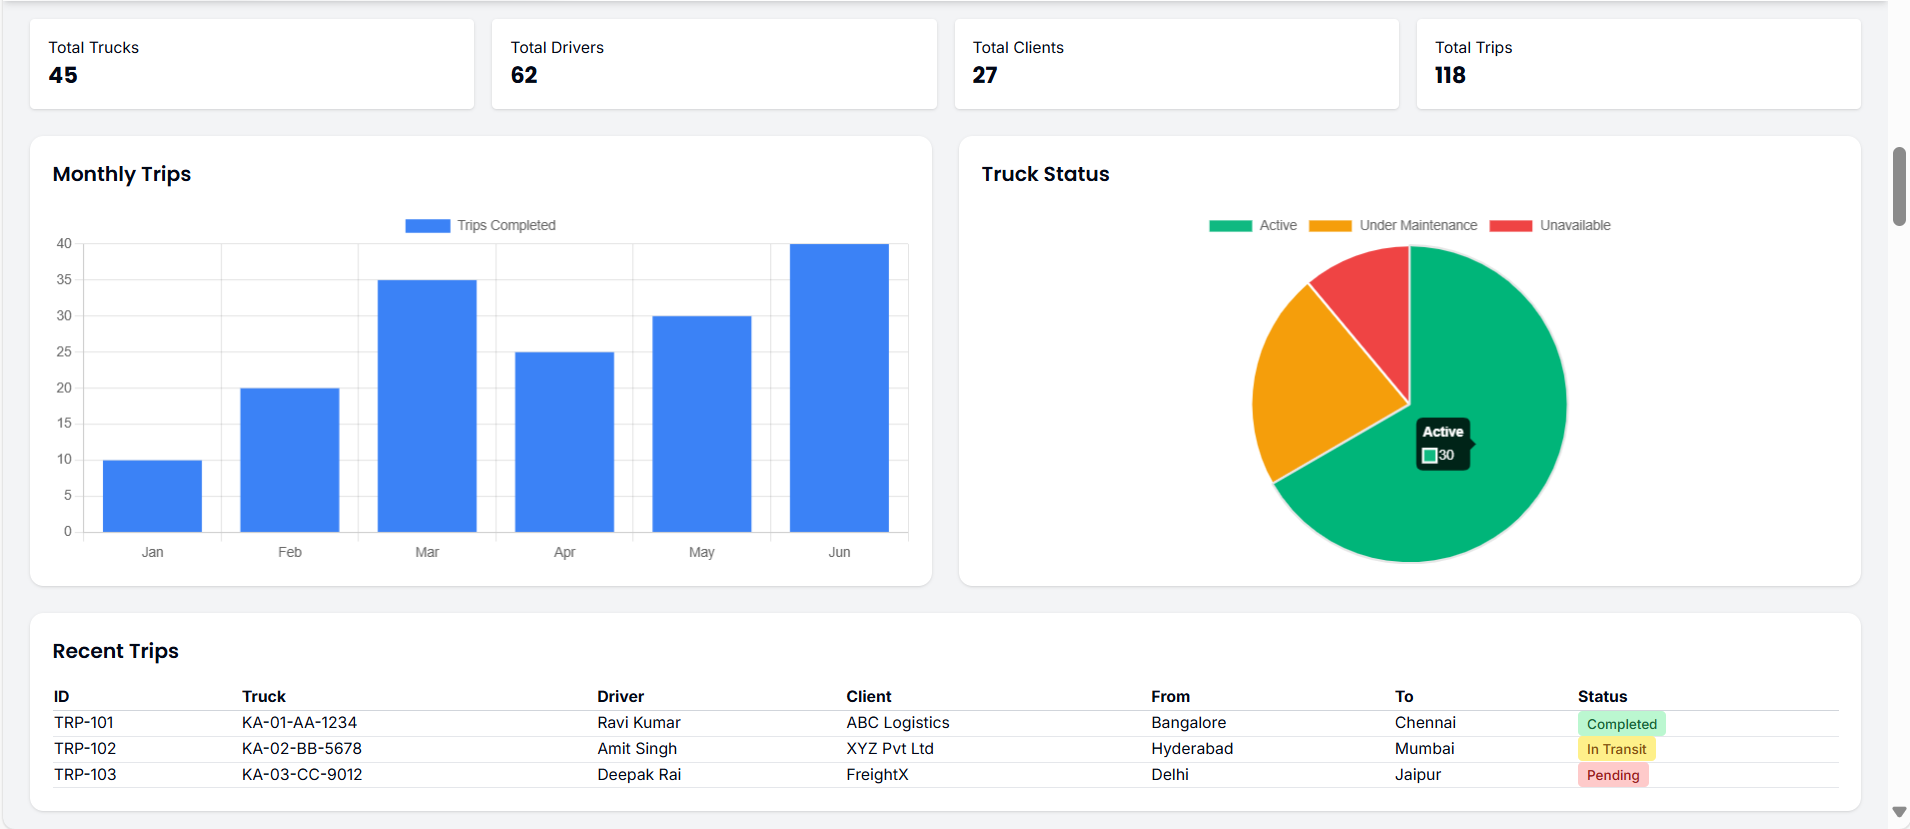 Total Trucks
45
Total Drivers
62
Total Clients
27
Total Trips
118
Monthly Trips
Trips Completed
40
35
30
25
20
15
10
5
0
Jan Feb Mar Apr May Jun
Truck Status
Active Under Maintenance Unavailable
Active
30
Recent Trips
ID Truck Driver Client From To Status
TRP-101 KA-01-AA-1234 Ravi Kumar ABC Logistics Bangalore Chennai Completed
TRP-102 KA-02-BB-5678 Amit Singh XYZ Pvt Ltd Hyderabad Mumbai In Transit
TRP-103 KA-03-CC-9012 Deepak Rai FreightX Delhi Jaipur Pending